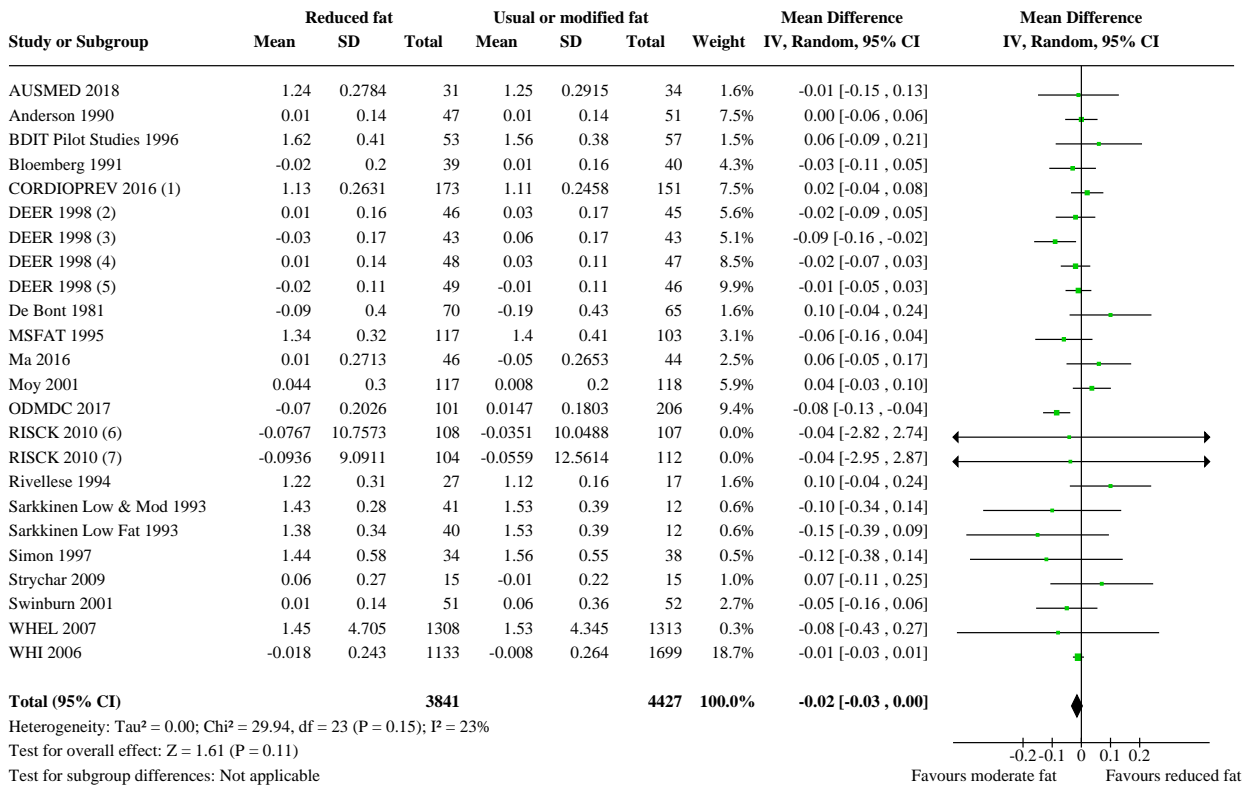 Reduced fat Usual or modified fat Mean Difference Mean Difference
Study or Subgroup Mean SD Total Mean SD Total Weight IV, Random, 95% CI IV, Random, 95% CI
AUSMED 2018 1.24 0.2784 31 1.25 0.2915 34 1.6% -0.01 [-0.15 , 0.13]
Anderson 1990 0.01 0.14 47 0.01 0.14 51 7.5% 0.00 [-0.06 , 0.06]
BDIT Pilot Studies 1996 1.62 0.41 53 1.56 0.38 57 1.5% 0.06 [-0.09 , 0.21]
Bloemberg 1991 -0.02 0.2 39 0.01 0.16 40 4.3% -0.03 [-0.11 , 0.05]
CORDIOPREV 2016 (1) 1.13 0.2631 173 1.11 0.2458 151 7.5% 0.02 [-0.04 , 0.08]
DEER 1998 (2) 0.01 0.16 46 0.03 0.17 45 5.6% -0.02 [-0.09 , 0.05]
DEER 1998 (3) -0.03 0.17 43 0.06 0.17 43 5.1% -0.09 [-0.16 , -0.02]
DEER 1998 (4) 0.01 0.14 48 0.03 0.11 47 8.5% -0.02 [-0.07 , 0.03]
DEER 1998 (5) -0.02 0.11 49 -0.01 0.11 46 9.9% -0.01 [-0.05 , 0.03]
De Bont 1981 -0.09 0.4 70 -0.19 0.43 65 1.6% 0.10 [-0.04 , 0.24]
MSFAT 1995 1.34 0.32 117 1.4 0.41 103 3.1% -0.06 [-0.16 , 0.04]
Ma 2016 0.01 0.2713 46 -0.05 0.2653 44 2.5% 0.06 [-0.05 , 0.17]
Moy 2001 0.044 0.3 117 0.008 0.2 118 5.9% 0.04 [-0.03 , 0.10]
ODMDC 2017 -0.07 0.2026 101 0.0147 0.1803 206 9.4% -0.08 [-0.13 , -0.04]
RISCK 2010 (6) -0.0767 10.7573 108 -0.0351 10.0488 107 0.0% -0.04 [-2.82 , 2.74]
RISCK 2010 (7) -0.0936 9.0911 104 -0.0559 12.5614 112 0.0% -0.04 [-2.95 , 2.87]
Rivellese 1994 1.22 0.31 27 1.12 0.16 17 1.6% 0.10 [-0.04 , 0.24]
Sarkkinen Low & Mod 1993 1.43 0.28 41 1.53 0.39 12 0.6% -0.10 [-0.34 , 0.14]
Sarkkinen Low Fat 1993 1.38 0.34 40 1.53 0.39 12 0.6% -0.15 [-0.39 , 0.09]
Simon 1997 1.44 0.58 34 1.56 0.55 38 0.5% -0.12 [-0.38 , 0.14]
Strychar 2009 0.06 0.27 15 -0.01 0.22 15 1.0% 0.07 [-0.11 , 0.25]
Swinburn 2001 0.01 0.14 51 0.06 0.36 52 2.7% -0.05 [-0.16 , 0.06]
WHEL 2007 1.45 4.705 1308 1.53 4.345 1313 0.3% -0.08 [-0.43 , 0.27]
WHI 2006 -0.018 0.243 1133 -0.008 0.264 1699 18.7% -0.01 [-0.03 , 0.01]
Total (95% CI) 3841 4427 100.0% -0.02 [-0.03 , 0.00]
Heterogeneity: Tau² = 0.00; Chi² = 29.94, df = 23 (P = 0.15); I² = 23%
Test for overall effect: Z = 1.61 (P = 0.11)
-0.2 -0.1 0 0.1 0.2
Test for subgroup differences: Not applicable
Favours moderate fat Favours reduced fat